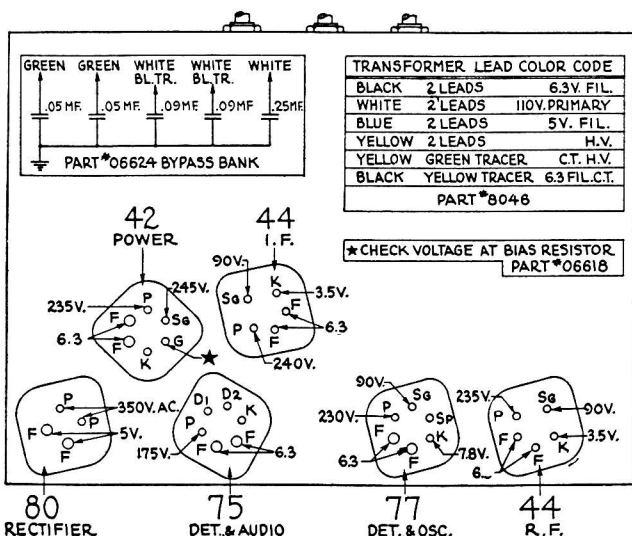 GREEN GREEN WHITE BL.TR. WHITE BL.TR. WHITE
.05 MF. .05 MF. .09MF .09MF .25MF.
PART #06624 BYPASS BANK
TRANSFORMER LEAD COLOR CODE
BLACK 2 LEADS 6.3V. FIL.
WHITE 2 LEADS 110V.PRIMARY
BLUE 2 LEADS 5V. FIL.
YELLOW 2 LEADS H.V.
YELLOW GREEN TRACER C.T. H.V.
BLACK YELLOW TRACER 6.3 FIL.C.T.
PART #8046
★CHECK VOLTAGE AT BIAS RESISTOR
PART #06618
42
POWER
235V.
P
245V.
F
SG
6.3
F
G
K
★
44
I.F.
90V.
K
3.5V.
SG
F
P
F
6.3
240V.
P
350V.AC.
P
F
5V.
F
80
RECTIFIER
D1
D2
K
P
175V.
F
F
6.3
75
DET. & AUDIO
90V.
SG
230V.
P
SP
F
K
7.8V.
6.3
F
77
DET. & OSC.
235V.
SG
P
90V.
F
K
3.5V.
6
F
44
R.F.